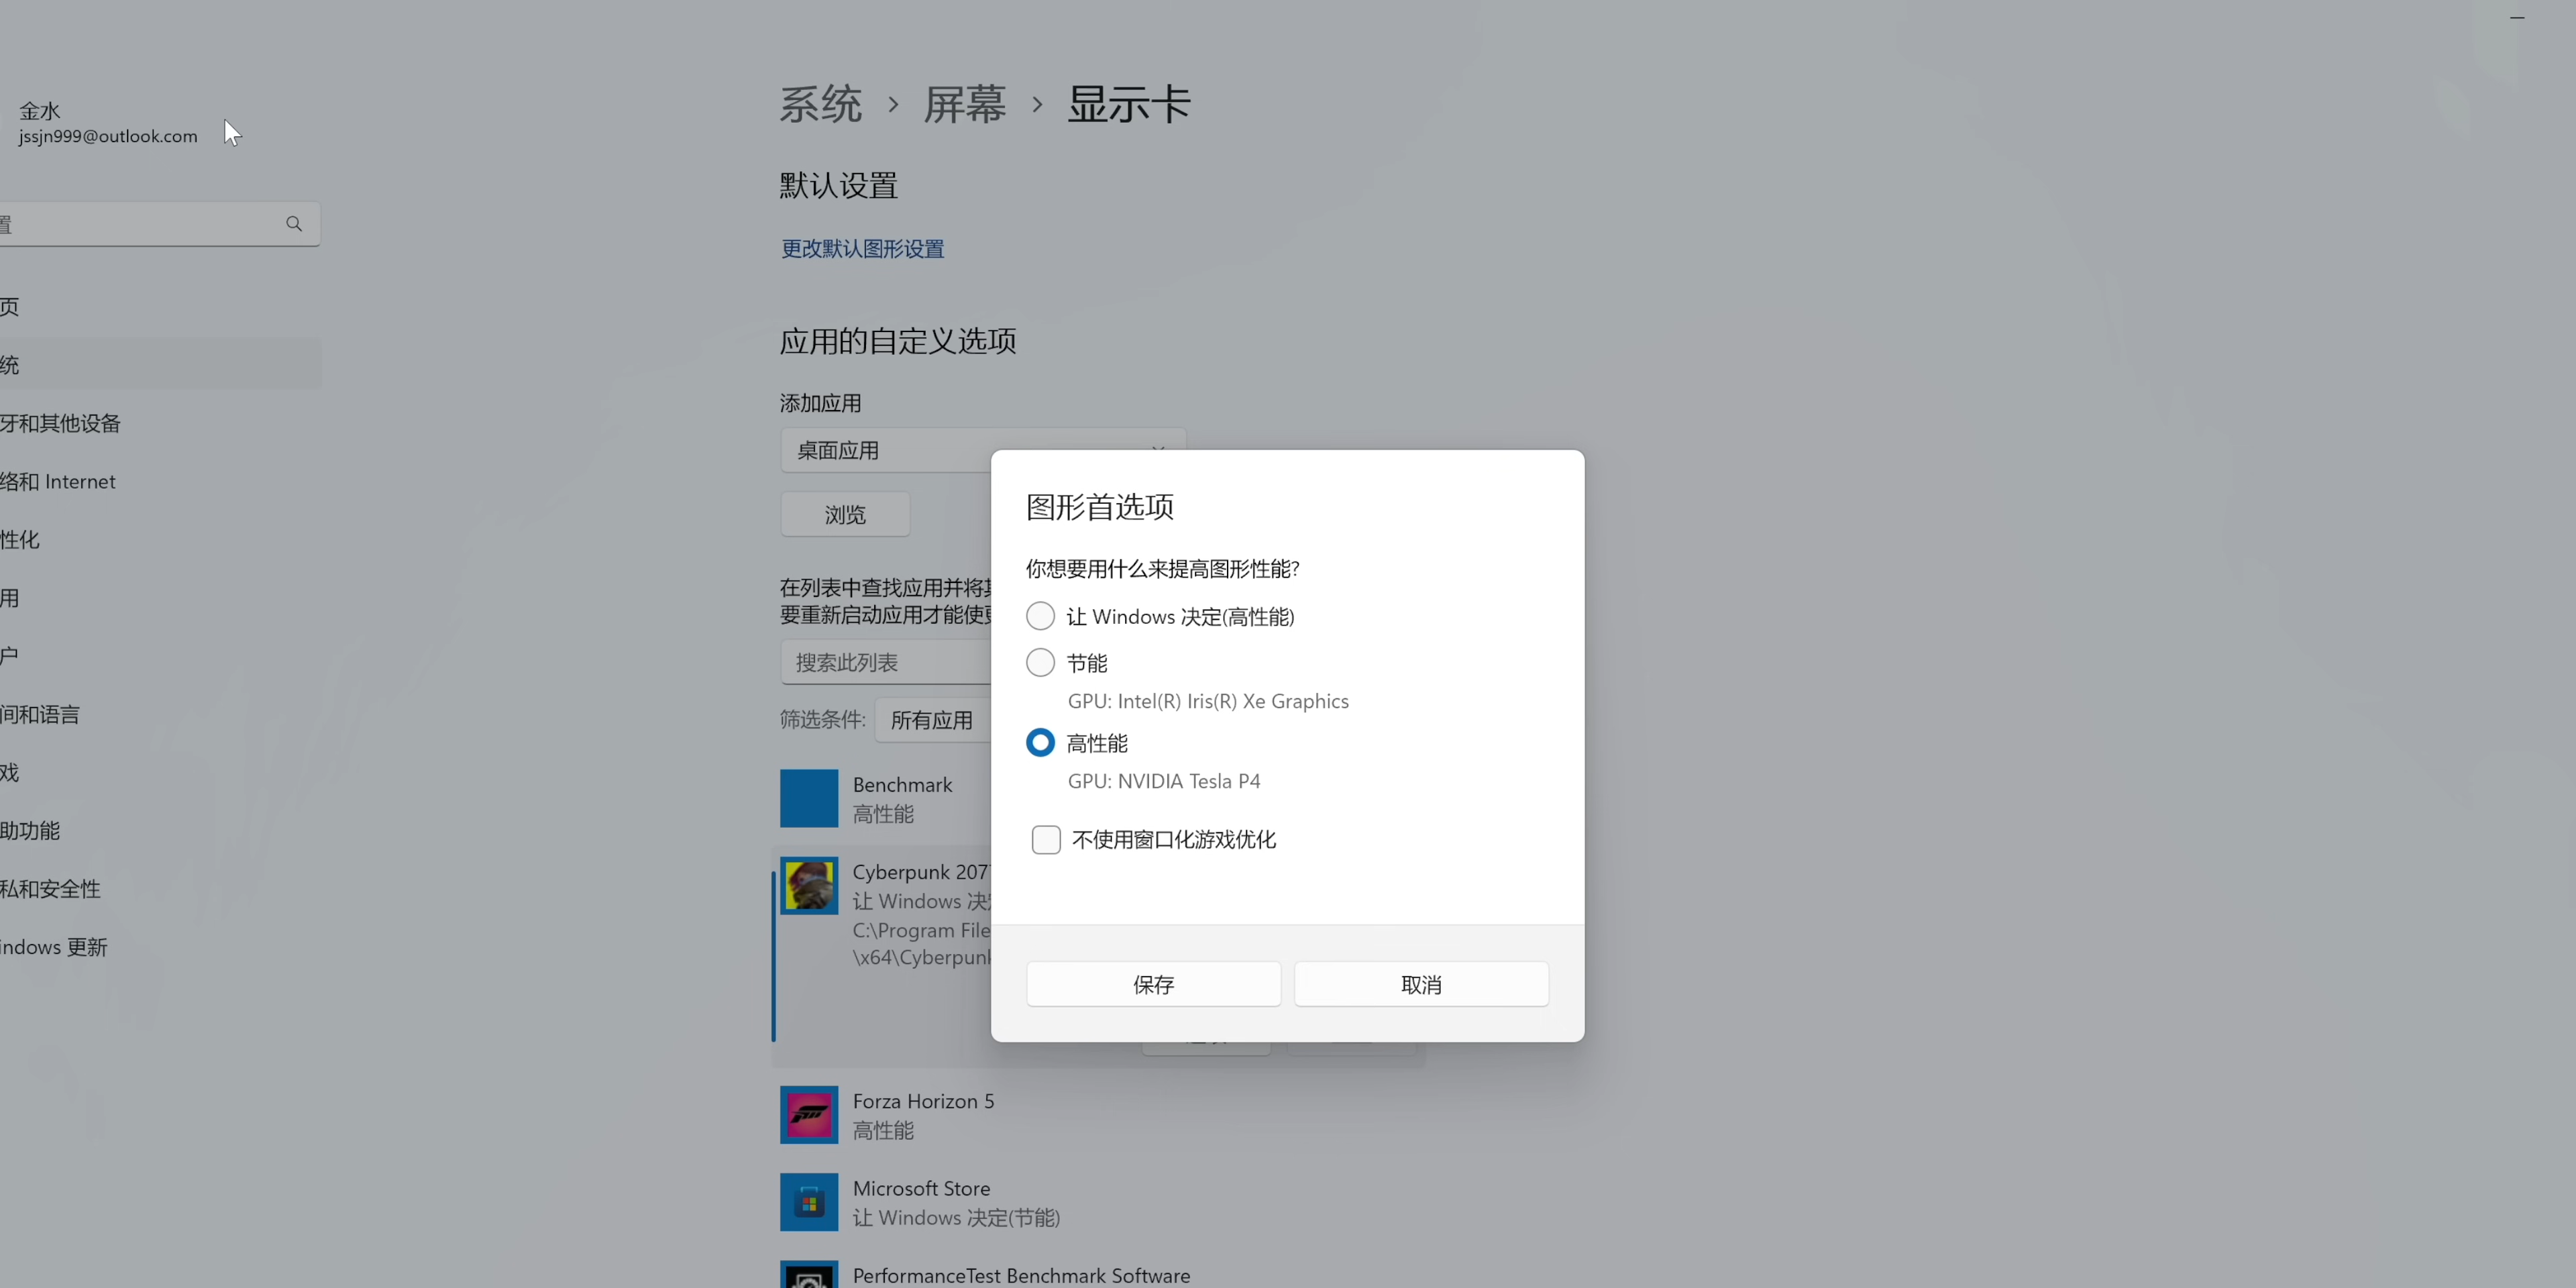 金水
jssjn999@outlook.com
置
页
统
牙和其他设备
络和 Internet
性化
用
户
间和语言
戏
助功能
私和安全性
indows 更新
系统 › 屏幕 › 显示卡
默认设置
更改默认图形设置
应用的自定义选项
添加应用
桌面应用
浏览
在列表中查找应用并将
要重新启动应用才能使
搜索此列表
筛选条件: 所有应用
Benchmark
高性能
Cyberpunk 207
让 Windows 决
C:\Program File
\x64\Cyberpunk
Forza Horizon 5
高性能
Microsoft Store
让 Windows 决定(节能)
PerformanceTest Benchmark Software
图形首选项
你想要用什么来提高图形性能?
让 Windows 决定(高性能)
节能
GPU: Intel(R) Iris(R) Xe Graphics
高性能
GPU: NVIDIA Tesla P4
不使用窗口化游戏优化
保存
取消